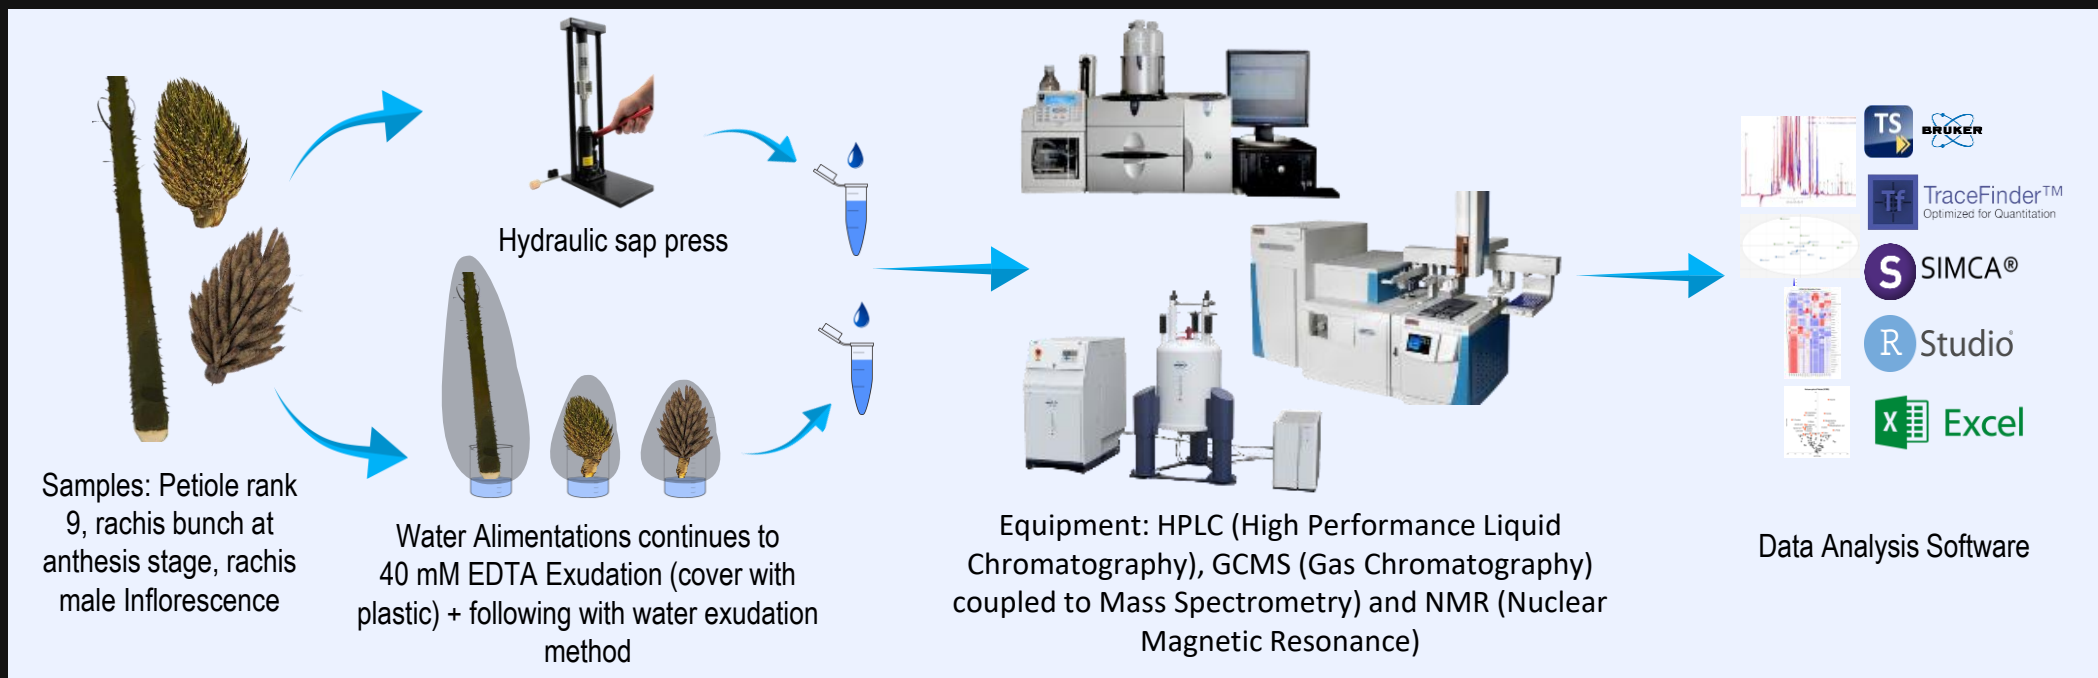 Samples: Petiole rank
9, rachis bunch at
anthesis stage, rachis
male Inflorescence
Hydraulic sap press
Water Alimentations continues to
40 mM EDTA Exudation (cover with
plastic) + following with water exudation
method
Equipment: HPLC (High Performance Liquid
Chromatography), GCMS (Gas Chromatography)
coupled to Mass Spectrometry) and NMR (Nuclear
Magnetic Resonance)
TS
BRUKER
Tf
TraceFinder™
Optimized for Quantitation
S
SIMCA®
R
Studio
X
Excel
Data Analysis Software